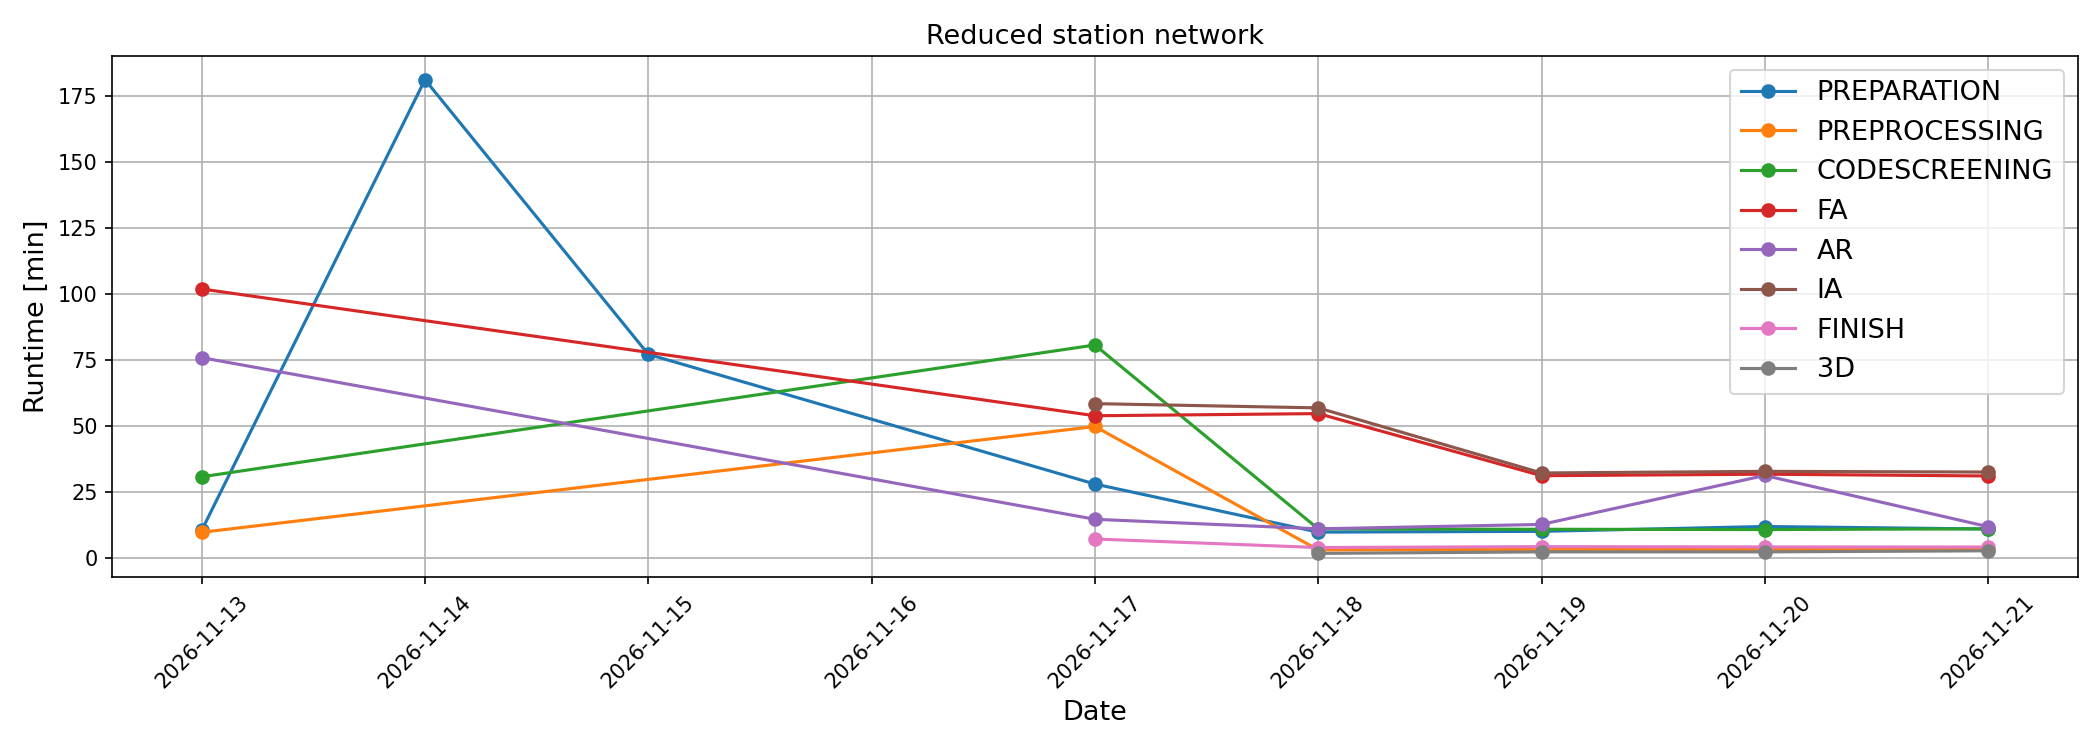 Reduced station network
Runtime [min]
175
150
125
100
75
50
25
0
PREPARATION
PREPROCESSING
CODESCREENING
FA
AR
IA
FINISH
3D
2026-11-13
2026-11-14
2026-11-15
2026-11-16
2026-11-17
2026-11-18
2026-11-19
2026-11-20
2026-11-21
Date